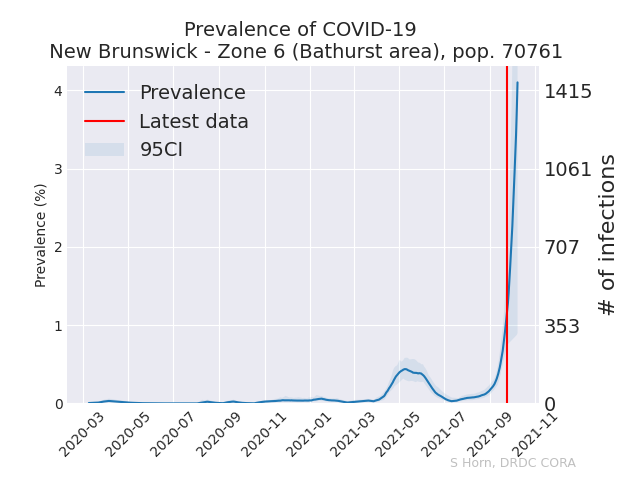 Prevalence of COVID-19
New Brunswick - Zone 6 (Bathurst area), pop. 70761
Prevalence
Latest data
95CI
Prevalence (%)
4
3
2
1
0
1415
1061
707
353
0
# of infections
2020-03
2020-05
2020-07
2020-09
2020-11
2021-01
2021-03
2021-05
2021-07
2021-09
2021-11
S Horn, DRDC CORA